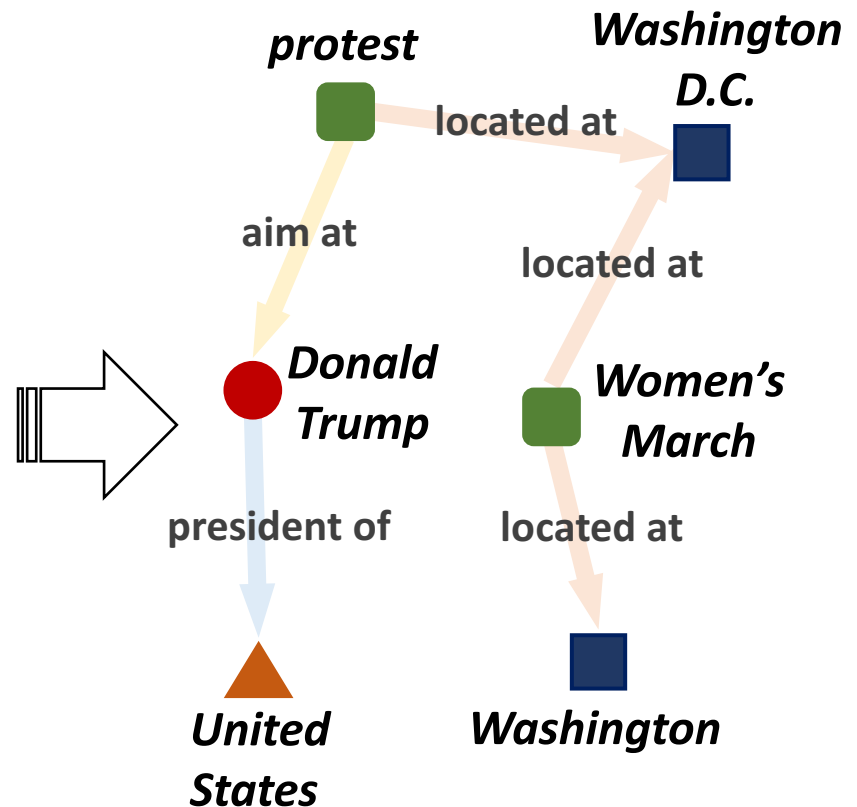 protest
Washington
D.C.
located at
aim at
located at
Donald
Trump
Women's
March
president of
located at
United
States
Washington